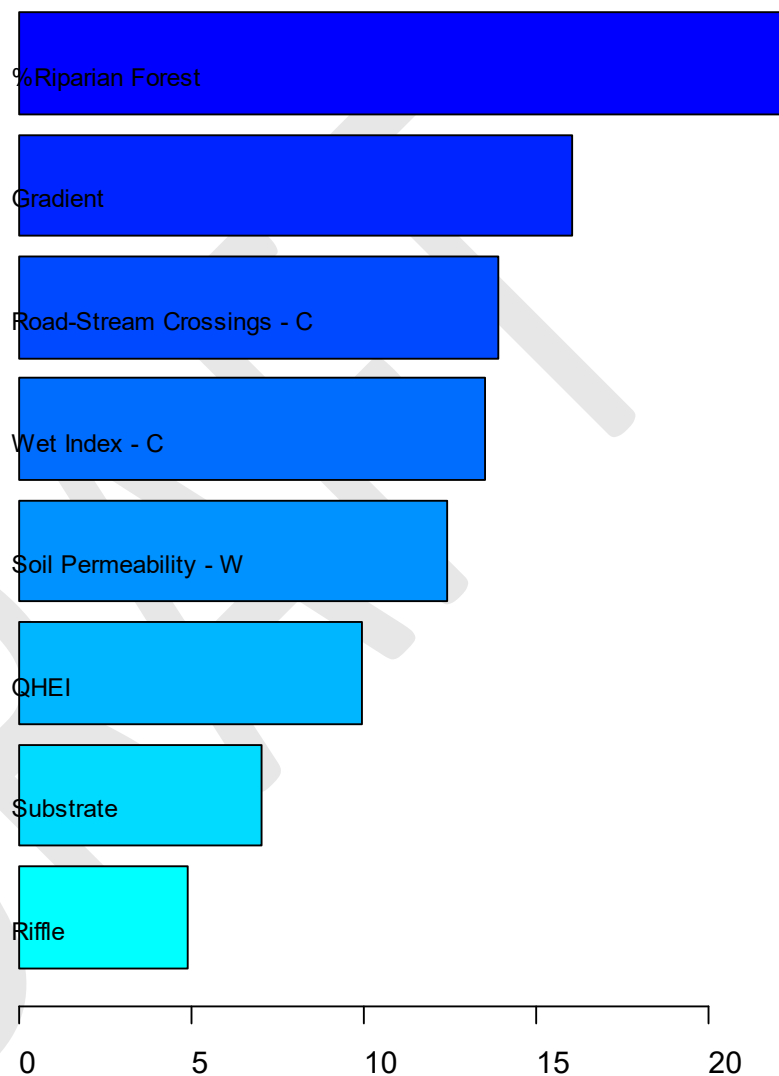 %Riparian Forest
Gradient
Road-Stream Crossings - C
Wet Index - C
Soil Permeability - W
QHEI
Substrate
Riffle
0 5 10 15 20